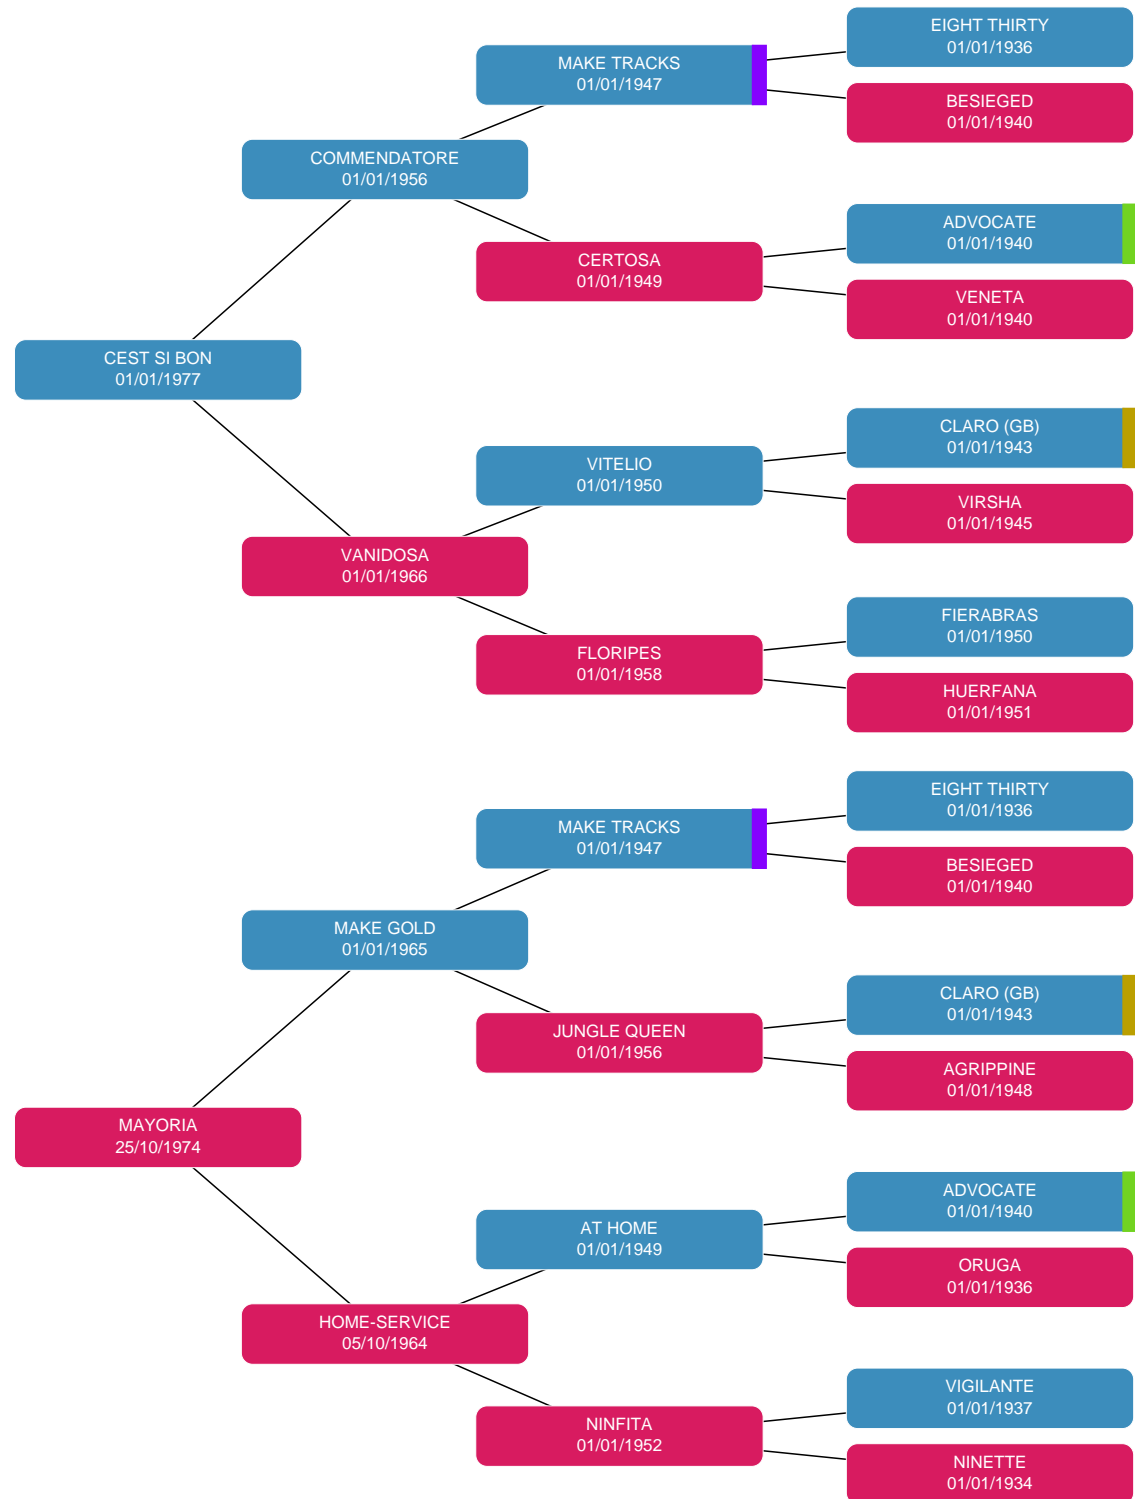 EIGHT THIRTY
01/01/1936
MAKE TRACKS
01/01/1947
BESIEGED
01/01/1940
COMMENDATORE
01/01/1956
ADVOCATE
01/01/1940
CERTOSA
01/01/1949
VENETA
01/01/1940
CEST SI BON
01/01/1977
CLARO (GB)
01/01/1943
VITELIO
01/01/1950
VIRSHA
01/01/1945
VANIDOSA
01/01/1966
FIERABRAS
01/01/1950
FLORIPES
01/01/1958
HUERFANA
01/01/1951
EIGHT THIRTY
01/01/1936
MAKE TRACKS
01/01/1947
BESIEGED
01/01/1940
MAKE GOLD
01/01/1965
CLARO (GB)
01/01/1943
JUNGLE QUEEN
01/01/1956
AGRIPPINE
01/01/1948
MAYORIA
25/10/1974
ADVOCATE
01/01/1940
AT HOME
01/01/1949
ORUGA
01/01/1936
HOME-SERVICE
05/10/1964
VIGILANTE
01/01/1937
NINFITA
01/01/1952
NINETTE
01/01/1934